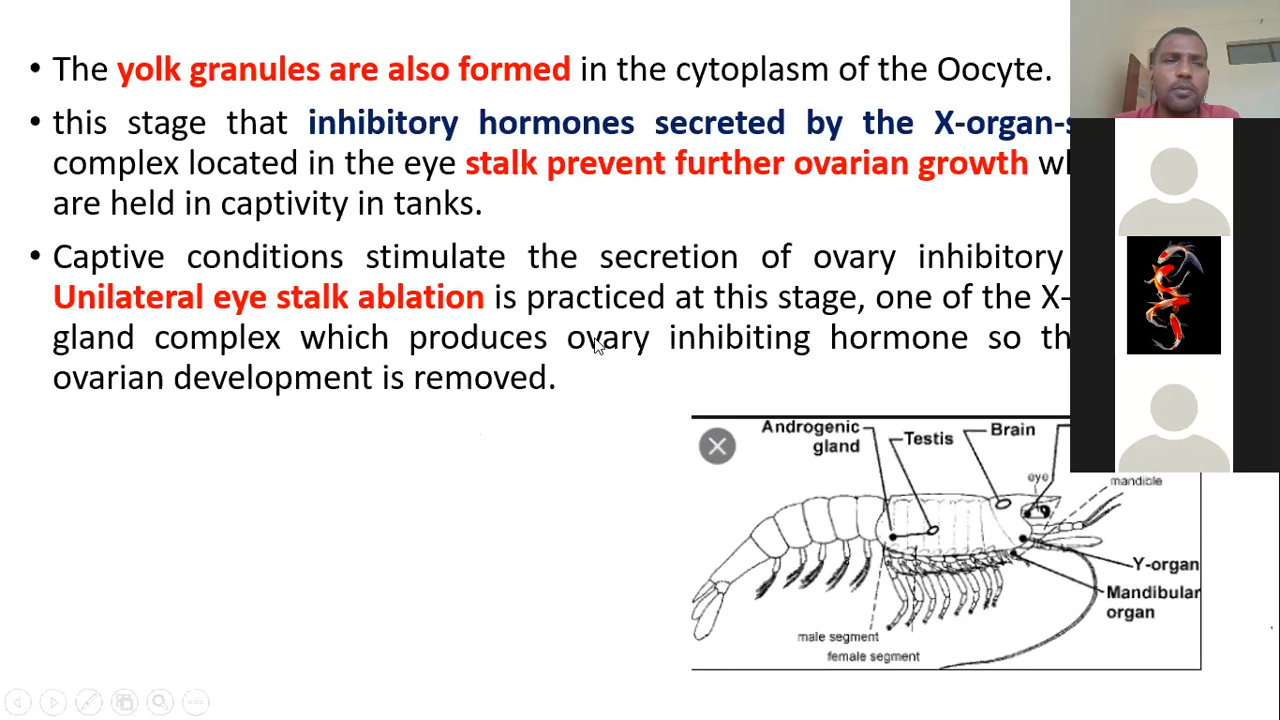 • The yolk granules are also formed in the cytoplasm of the Oocyte.
• this stage that inhibitory hormones secreted by the X-organ-
complex located in the eye stalk prevent further ovarian growth
are held in captivity in tanks.
• Captive conditions stimulate the secretion of ovary inhibitory
Unilateral eye stalk ablation is practiced at this stage, one of the X-
gland complex which produces ovary inhibiting hormone so
ovarian development is removed.
Androgenic
gland
Testis
Brain
eye
mandible
Y-organ
Mandibular
organ
male segment
female segment